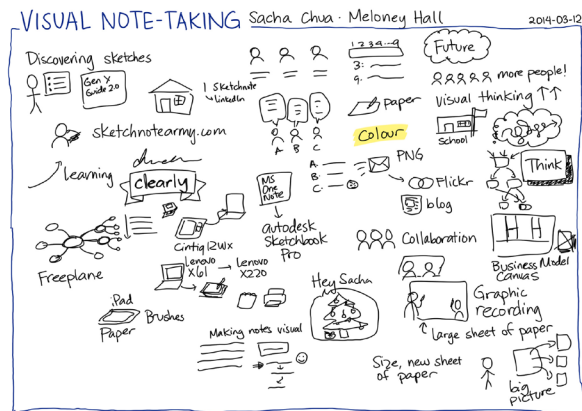 VISUAL NOTE-TAKING Sacha Chua · Meloney Hall 2014-03-12
Discovering sketches
Gen X
Guide 2.0
1 Sketchnote
LinkedIn
sketchnotearmy.com
Learning
clearly
Freeplane
Cintiq 12WX
Lenovo
X61
Lenovo
X220
iPad
Paper
Brushes
Making notes visual
A B C
MS
One
Note
autodesk
Sketchbook
Pro
Hey Sacha
1 2 3 4 ... 9
3:
9:
Paper
Colour
A:
B:
C:
PNG
Flickr
blog
Collaboration
Future
more people!
visual thinking ↑↑
school
Think
Business Model
Canvas
Graphic
recording
large sheet of paper
Size, new sheet
of paper
big
picture